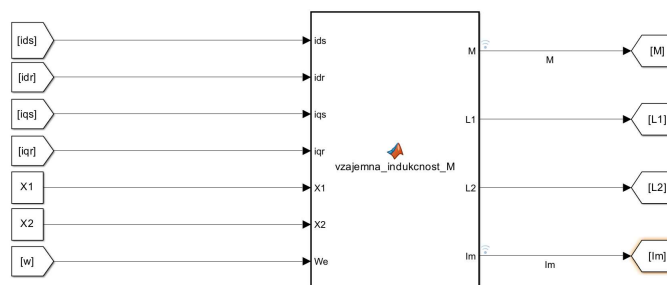 [ids]
ids
[idr]
idr
[iqs]
iqs
[iqr]
iqr
X1
X1
X2
X2
[w]
We
vzajemna_indukcnost_M
M
M
[M]
L1
[L1]
L2
[L2]
Im
Im
[Im]